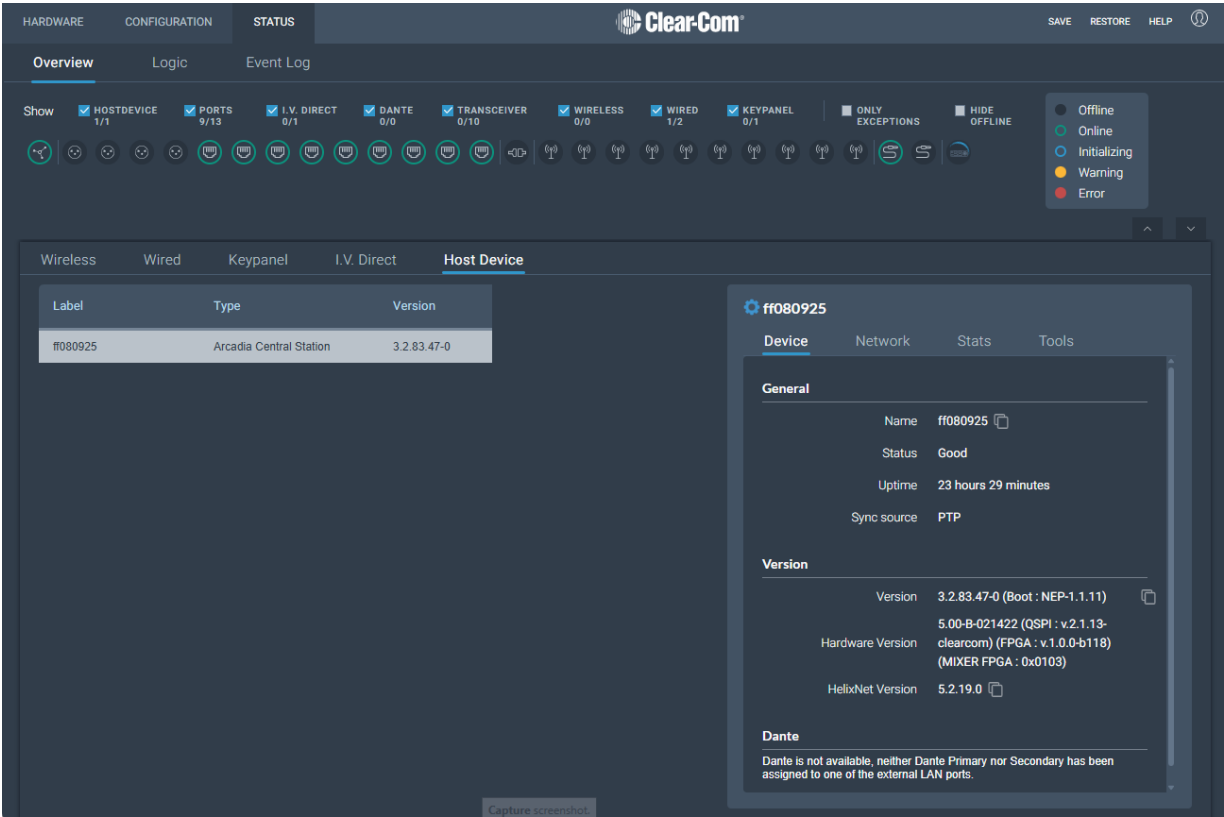 HARDWARE CONFIGURATION STATUS Clear-Com® SAVE RESTORE HELP
Overview Logic Event Log
Show HOSTDEVICE PORTS I.V. DIRECT DANTE TRANSCEIVER WIRELESS WIRED KEYPANEL ONLY EXCEPTIONS HIDE OFFLINE
1/1 9/13 0/1 0/0 0/10 0/0 1/2 0/1
Offline
Online
Initializing
Warning
Error
Wireless Wired Keypanel I.V. Direct Host Device
Label Type Version
ff080925 Arcadia Central Station 3.2.83.47-0
ff080925
Device Network Stats Tools
General
Name ff080925
Status Good
Uptime 23 hours 29 minutes
Sync source PTP
Version
Version 3.2.83.47-0 (Boot : NEP-1.1.11)
Hardware Version 5.00-B-021422 (QSPI : v.2.1.13-
clearcom) (FPGA : v.1.0.0-b118)
(MIXER FPGA : 0x0103)
HelixNet Version 5.2.19.0
Dante
Dante is not available, neither Dante Primary nor Secondary has been
assigned to one of the external LAN ports.
Capture screenshot.